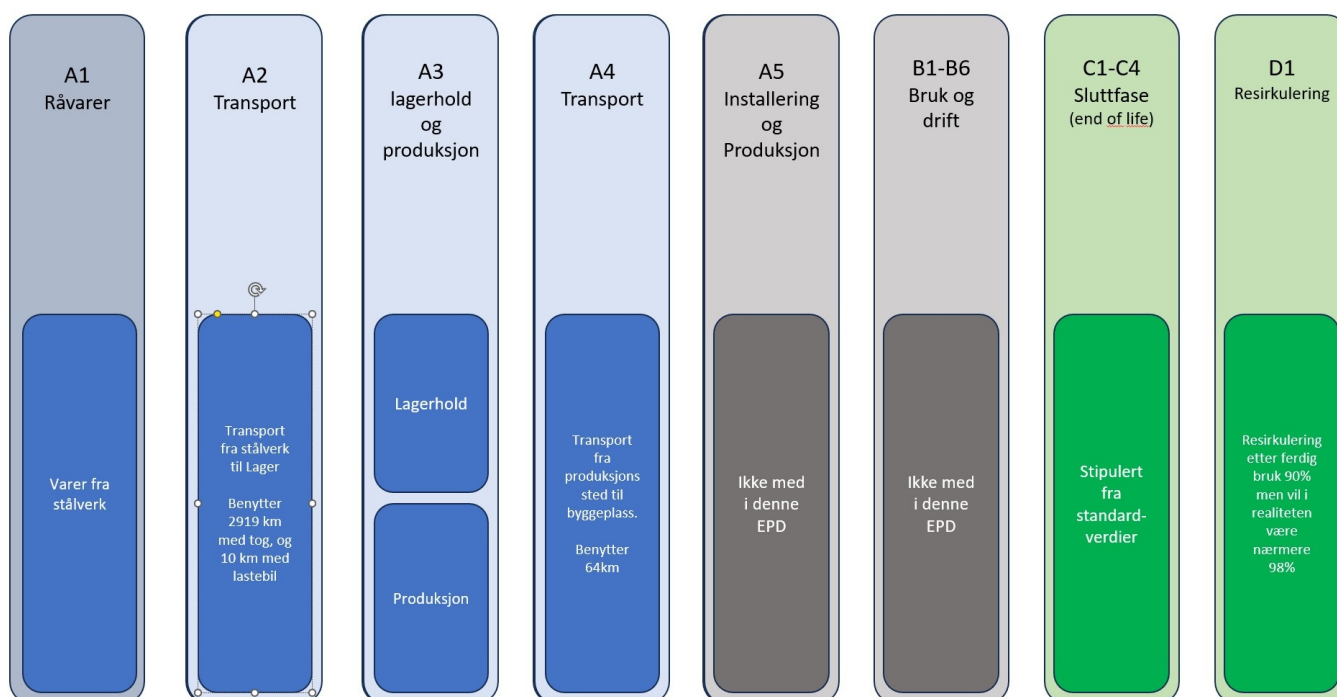 A1
Råvarer
Varer fra
stålverk
A2
Transport
Transport
fra stålverk
til Lager
Benytter
2919 km
med tog, og
10 km med
lastebil
A3
lagerhold
og
produksjon
Lagerhold
Produksjon
A4
Transport
Transport
fra
produksjons
sted til
byggeplass.
Benytter
64km
A5
Installering
og
Produksjon
Ikke med
i denne
EPD
B1-B6
Bruk og
drift
Ikke med
i denne
EPD
C1-C4
Sluttfase
(end of life)
Stipulert
fra
standard-
verdier
D1
Resirkulering
Resirkulering
etter ferdig
bruk 90%
men vil i
realiteten
være
nærmere
98%